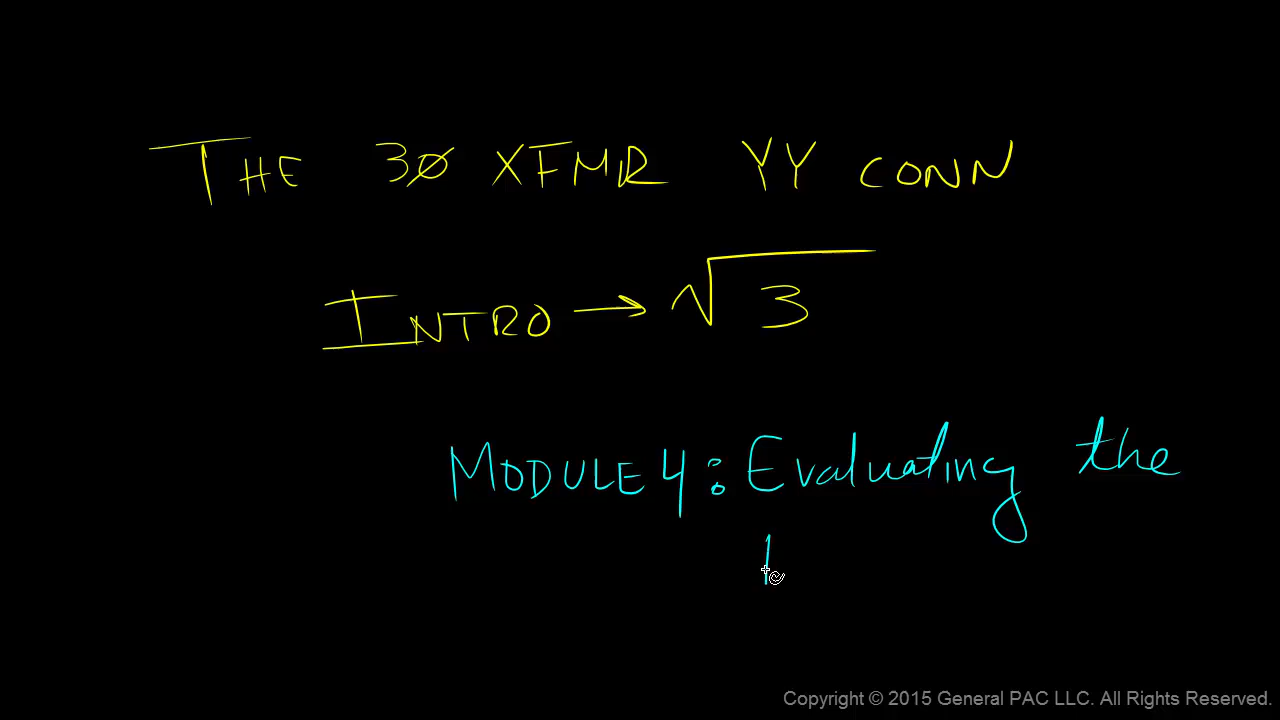 THE 3Ø XFMR YY CONN
INTRO → √3
MODULE 4: Evaluating the
Copyright © 2015 General PAC LLC. All Rights Reserved.